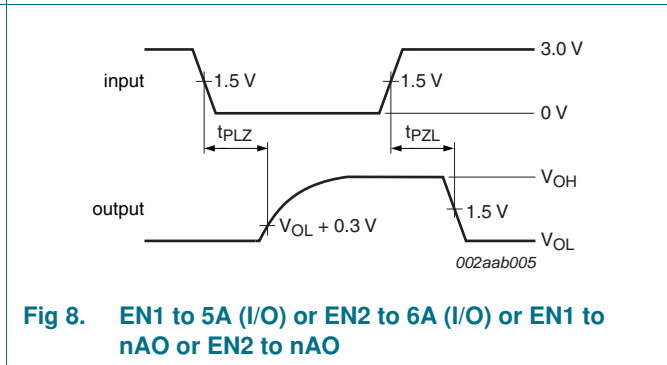 3.0 V
input
1.5 V
1.5 V
0 V
tPLZ
tPZL
VOH
output
1.5 V
VOL + 0.3 V
VOL
002aab005
Fig 8. EN1 to 5A (I/O) or EN2 to 6A (I/O) or EN1 to
nAO or EN2 to nAO